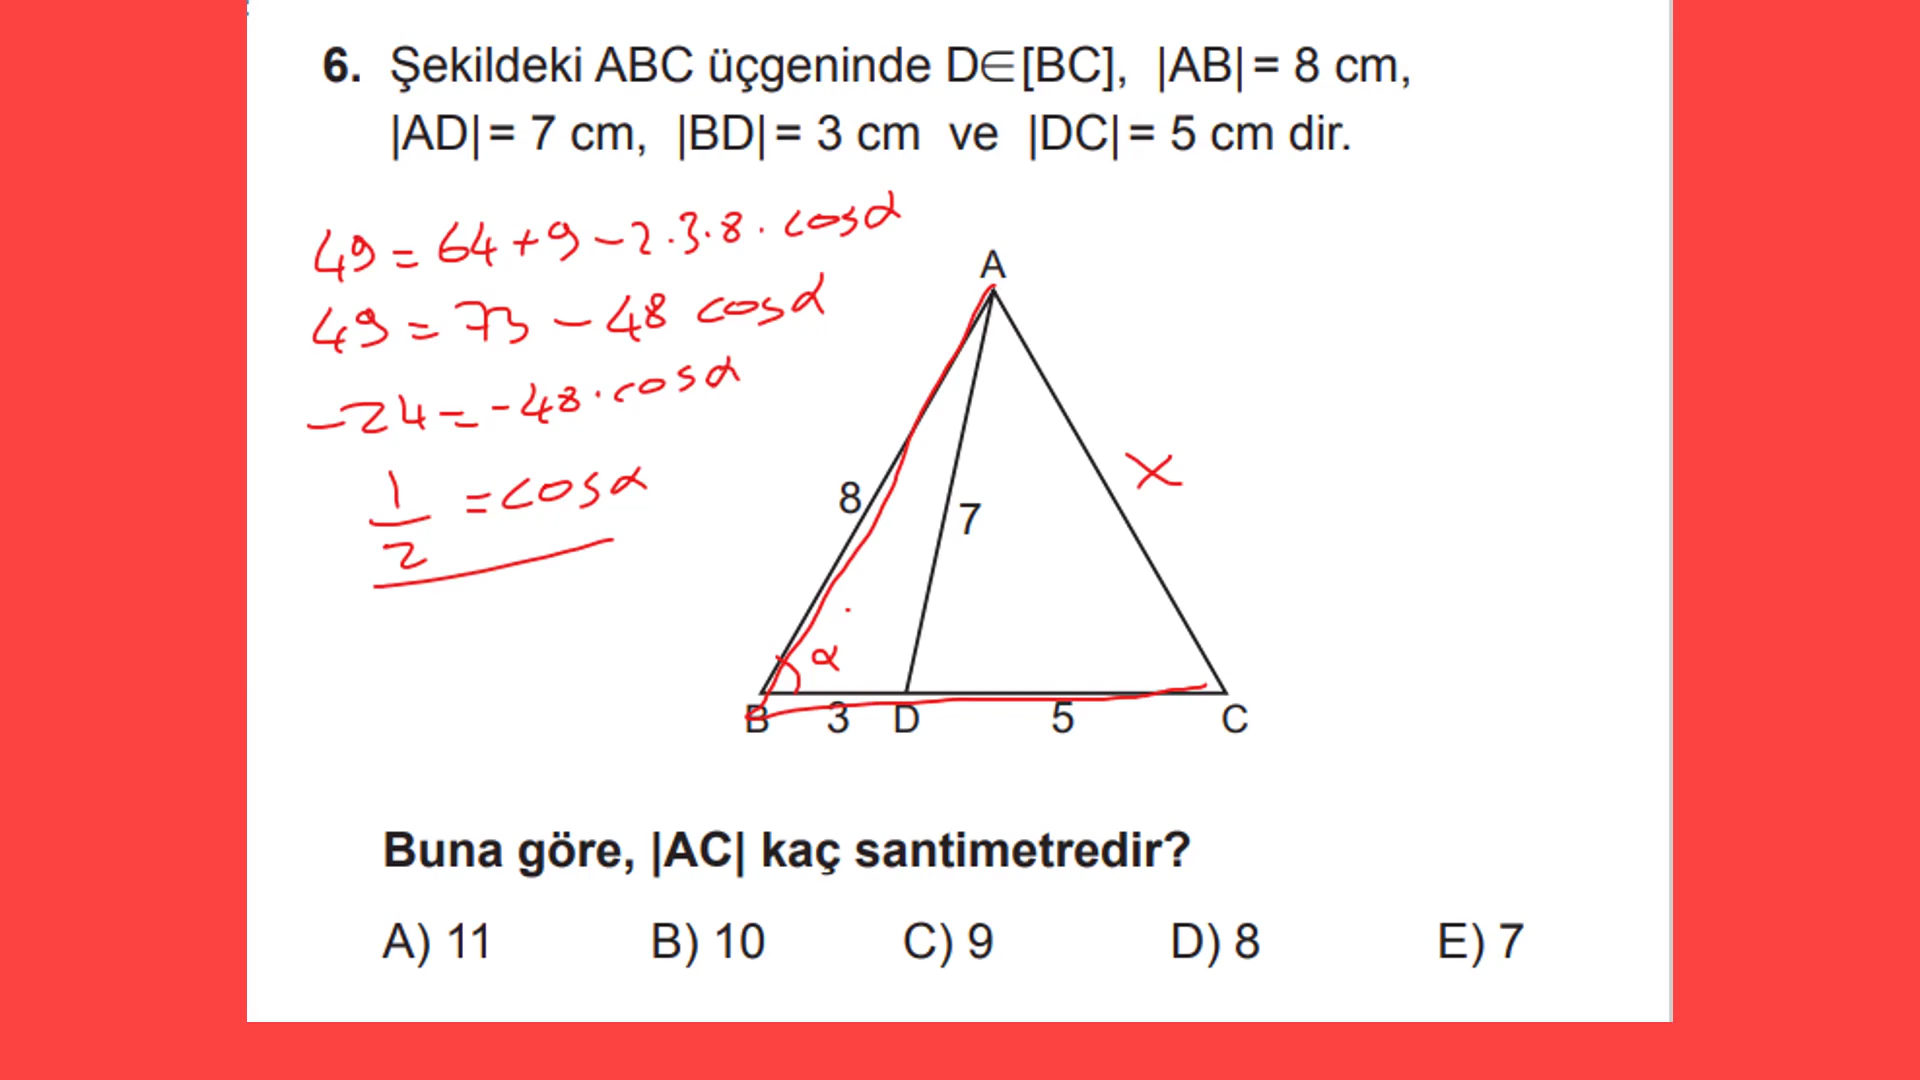 6. Şekildeki ABC üçgeninde D∈[BC], |AB|= 8 cm,
|AD|= 7 cm, |BD|= 3 cm ve |DC|= 5 cm dir.
49 = 64 + 9 - 2.3.8. cosα
49 = 73 - 48 cosα
-24 = -48.cosα
1/2 = cosα
A
8
7
x
α
B 3 D 5 C
Buna göre, |AC| kaç santimetredir?
A) 11 B) 10 C) 9 D) 8 E) 7